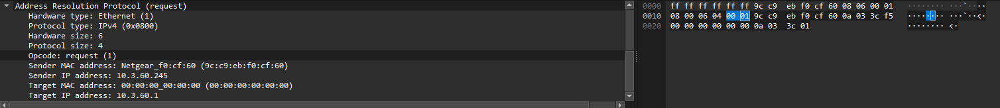 Address Resolution Protocol (request)
Hardware type: Ethernet (1)
Protocol type: IPv4 (0x0800)
Hardware size: 6
Protocol size: 4
Opcode: request (1)
Sender MAC address: Netgear_f0:cf:60 (9c:c9:eb:f0:cf:60)
Sender IP address: 10.3.60.245
Target MAC address: 00:00:00_00:00:00 (00:00:00:00:00:00)
Target IP address: 10.3.60.1
0000 ff ff ff ff ff ff 9c c9 eb f0 cf 60 08 06 00 01 ········ ···`····
0010 08 00 06 04 00 01 9c c9 eb f0 cf 60 0a 03 3c f5 ········ ···`··<·
0020 00 00 00 00 00 00 0a 03 3c 01 ········ <·